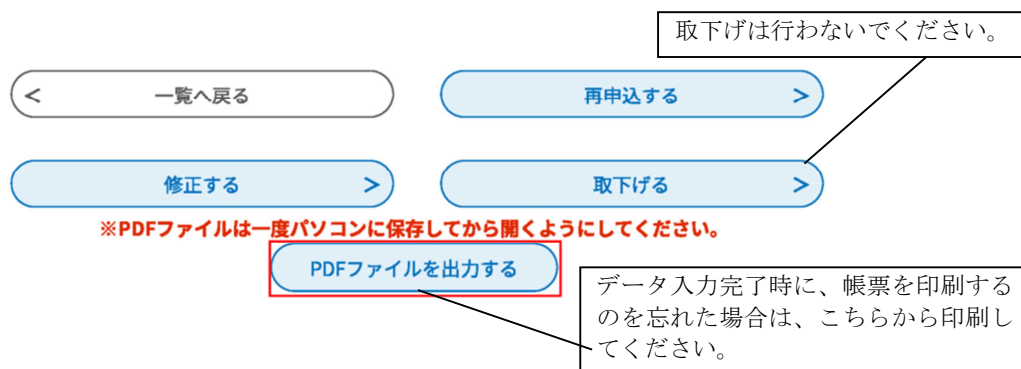 取下げは行わないでください。
< 一覧へ戻る
再申込する >
修正する >
取下げる >
※PDFファイルは一度パソコンに保存してから開くようにしてください。
PDFファイルを出力する
データ入力完了時に、帳票を印刷する
のを忘れた場合は、こちらから印刷し
てください。